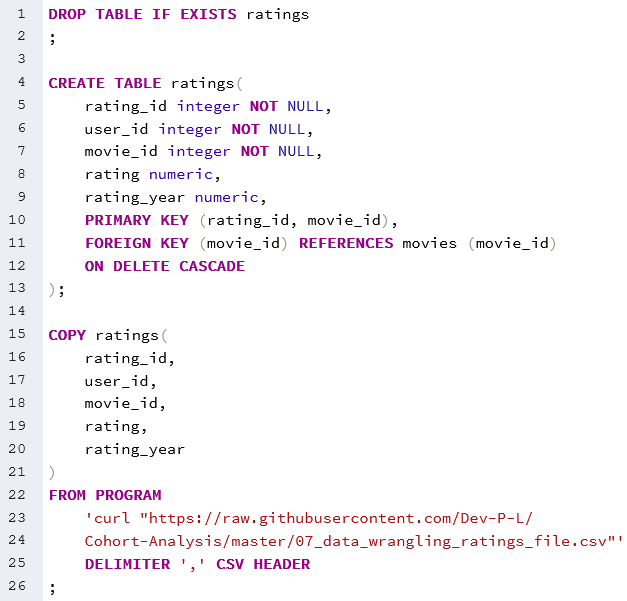 1 DROP TABLE IF EXISTS ratings
2 ;
3
4 CREATE TABLE ratings(
5 rating_id integer NOT NULL,
6 user_id integer NOT NULL,
7 movie_id integer NOT NULL,
8 rating numeric,
9 rating_year numeric,
10 PRIMARY KEY (rating_id, movie_id),
11 FOREIGN KEY (movie_id) REFERENCES movies (movie_id)
12 ON DELETE CASCADE
13 );
14
15 COPY ratings(
16 rating_id,
17 user_id,
18 movie_id,
19 rating,
20 rating_year
21 )
22 FROM PROGRAM
23 'curl "https://raw.githubusercontent.com/Dev-P-L/
24 Cohort-Analysis/master/07_data_wrangling_ratings_file.csv"'
25 DELIMITER ',' CSV HEADER
26 ;